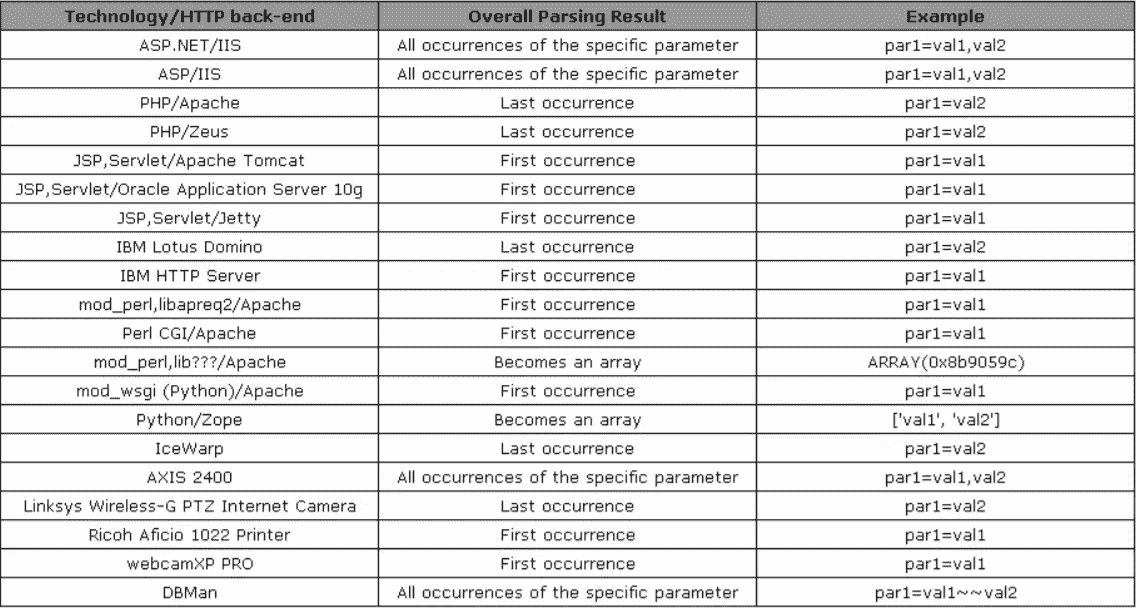 Technology/HTTP back-end Overall Parsing Result Example
ASP.NET/IIS All occurrences of the specific parameter par1=val1,val2
ASP/IIS All occurrences of the specific parameter par1=val1,val2
PHP/Apache Last occurrence par1=val2
PHP/Zeus Last occurrence par1=val2
JSP,Servlet/Apache Tomcat First occurrence par1=val1
JSP,Servlet/Oracle Application Server 10g First occurrence par1=val1
JSP,Servlet/Jetty First occurrence par1=val1
IBM Lotus Domino Last occurrence par1=val2
IBM HTTP Server First occurrence par1=val1
mod_perl,libapreq2/Apache First occurrence par1=val1
Perl CGI/Apache First occurrence par1=val1
mod_perl,lib???/Apache Becomes an array ARRAY(0x8b9059c)
mod_wsgi (Python)/Apache First occurrence par1=val1
Python/Zope Becomes an array ['val1', 'val2']
IceWarp Last occurrence par1=val2
AXIS 2400 All occurrences of the specific parameter par1=val1,val2
Linksys Wireless-G PTZ Internet Camera Last occurrence par1=val2
Ricoh Aficio 1022 Printer First occurrence par1=val1
webcamXP PRO First occurrence par1=val1
DBMan All occurrences of the specific parameter par1=val1~~val2